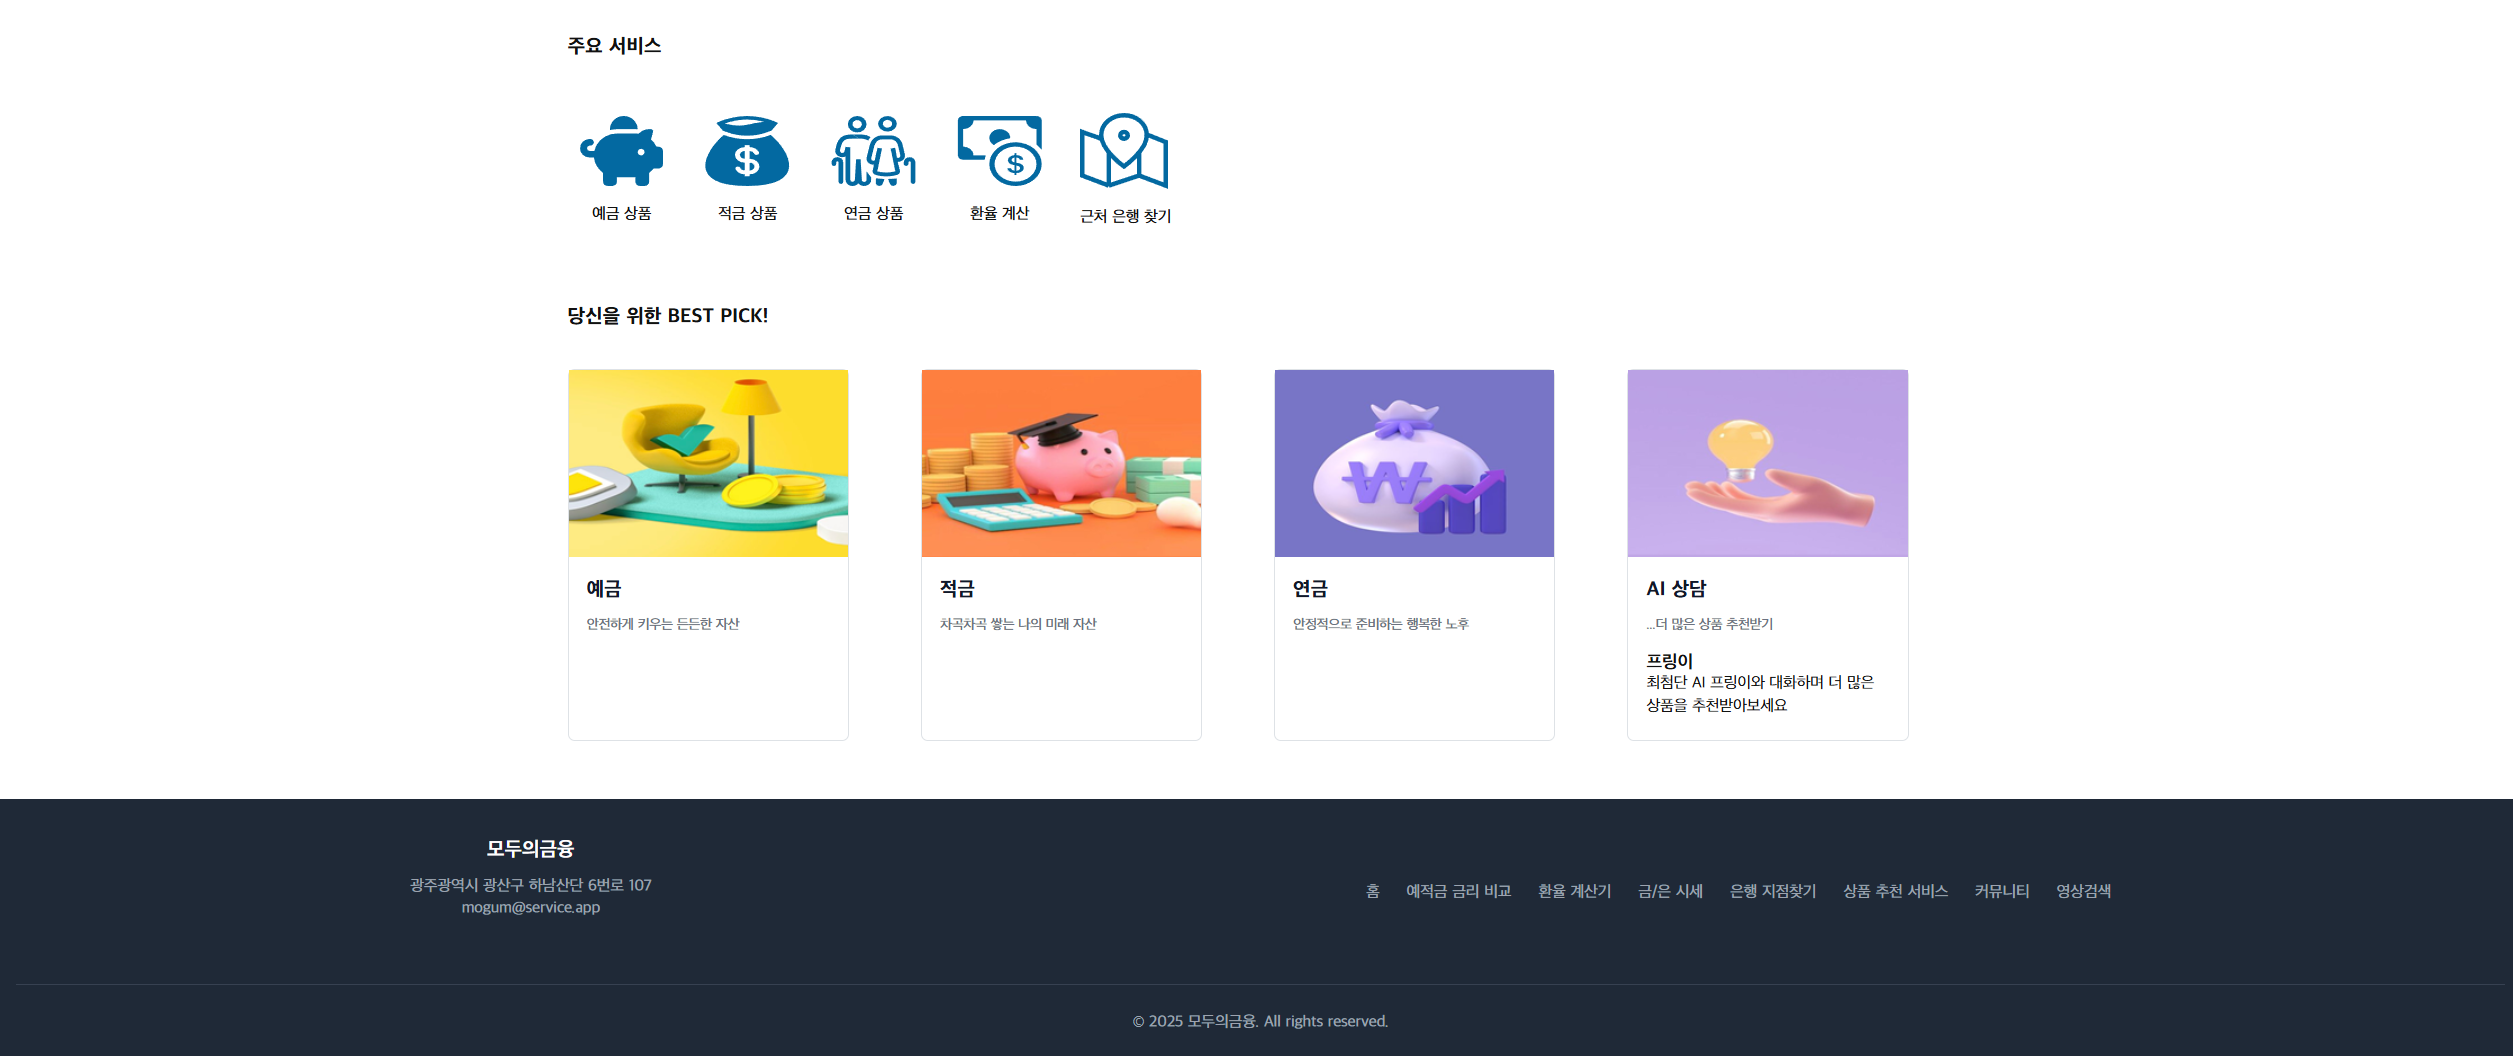 주요 서비스
예금 상품
적금 상품
연금 상품
환율 계산
근처 은행 찾기
당신을 위한 BEST PICK!
예금
안전하게 키우는 든든한 자산
적금
차곡차곡 쌓는 나의 미래 자산
연금
안정적으로 준비하는 행복한 노후
AI 상담
...더 많은 상품 추천받기
프링이
최첨단 AI 프링이와 대화하며 더 많은
상품을 추천받아보세요
모두의금융
광주광역시 광산구 하남산단 6번로 107
mogum@service.app
홈 예적금 금리 비교 환율 계산기 금/은 시세 은행 지점찾기 상품 추천 서비스 커뮤니티 영상검색
© 2025 모두의금융. All rights reserved.